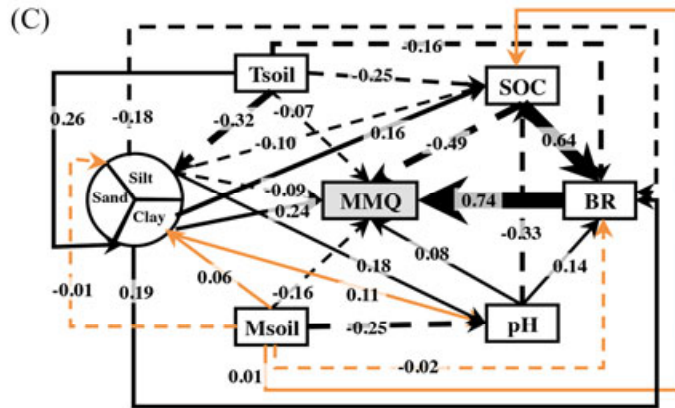 (C)
-0.16
Tsoil
-0.25
SOC
0.26
-0.18
-0.32
-0.07
-0.10
0.16
-0.49
0.64
Silt
Sand
Clay
-0.09
0.24
MMQ
0.74
BR
-0.33
0.18
0.08
0.14
-0.01
0.19
0.06
-0.16
0.11
Msoil
-0.25
pH
-0.02
0.01